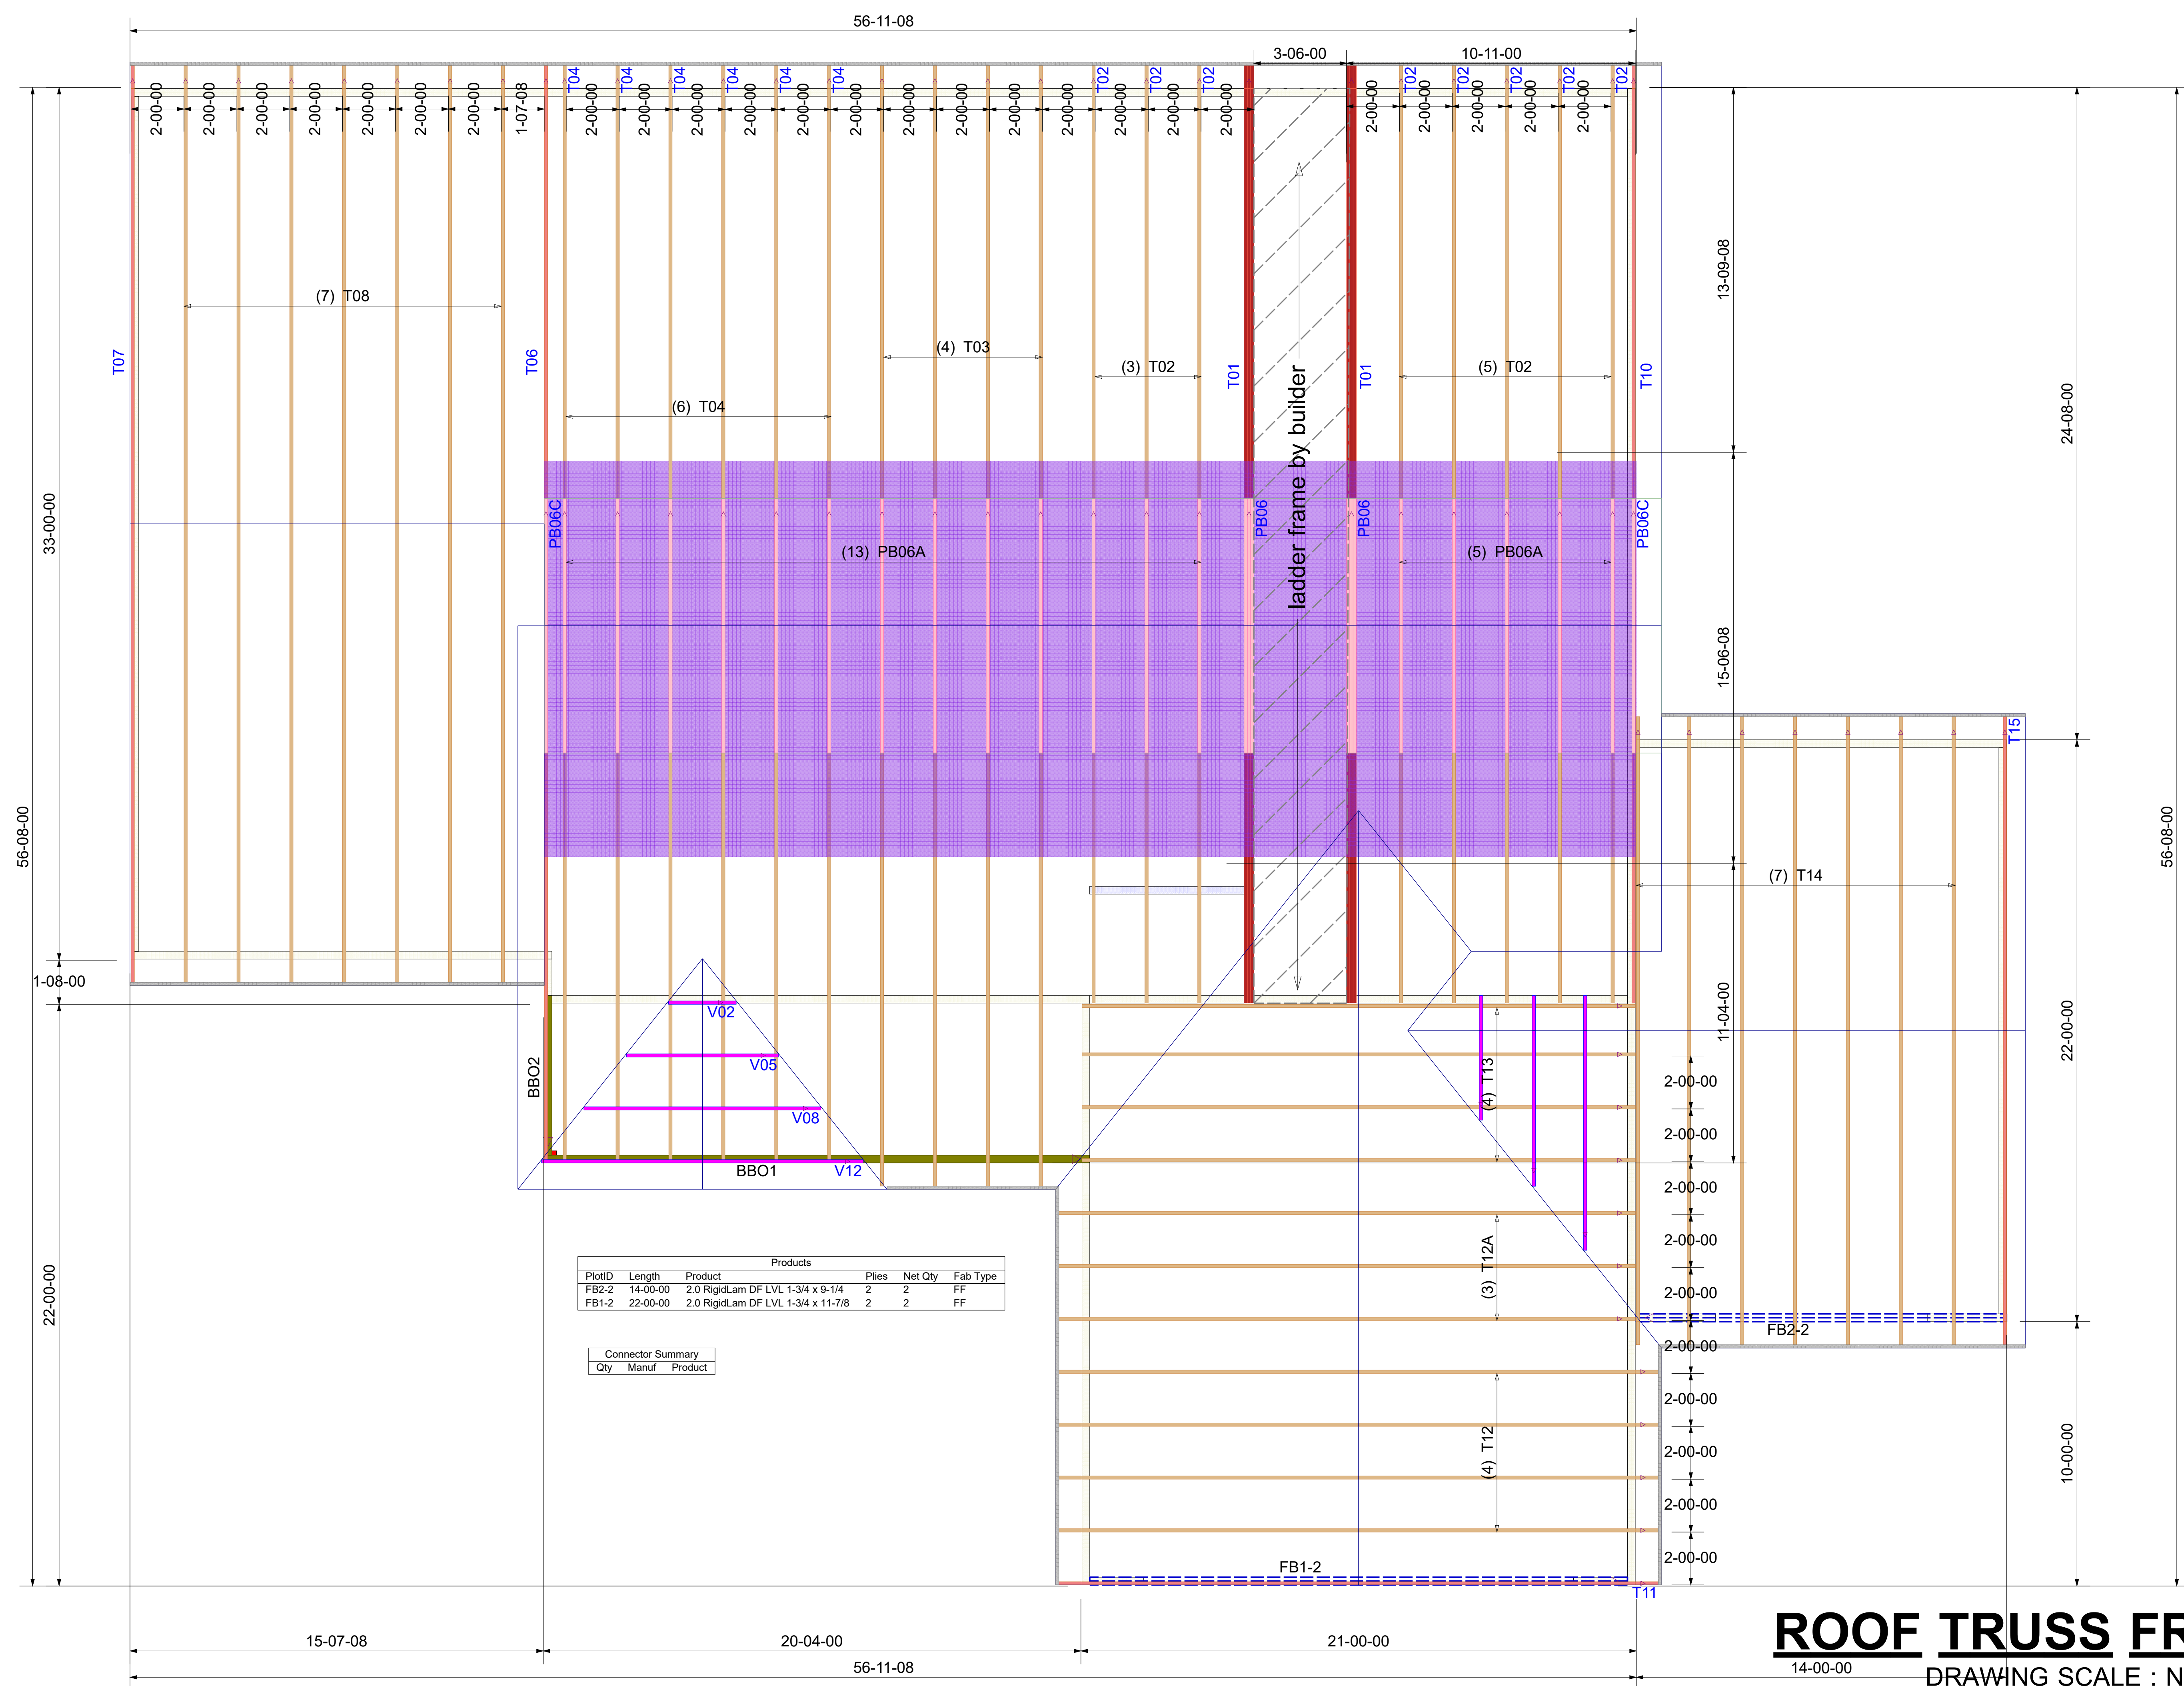 56-11-08
3-06-00
10-11-00
T04 T04 T04 T04 T04 T04 T02 T02 T02 T02 T02 T02 T02 T02
2-00-00 2-00-00 2-00-00 2-00-00 2-00-00 2-00-00 2-00-00 1-07-08 2-00-00 2-00-00 2-00-00 2-00-00 2-00-00 2-00-00 2-00-00 2-00-00 2-00-00 2-00-00 2-00-00 2-00-00 2-00-00 2-00-00 2-00-00 2-00-00 2-00-00 2-00-00
13-09-08
(7) T08
T07
T06
(4) T03
(3) T02
T01
T01
(5) T02
T10
(6) T04
24-08-00
33-00-00
ladder frame by builder
PB06C
PB06
PB06
PB06C
(13) PB06A
(5) PB06A
15-06-08
T15
56-08-00
56-08-00
(7) T14
1-08-00
11-04-00
22-00-00
V02
V05
V08
BBO2
BBO1
V12
(4) T13
2-00-00
2-00-00
2-00-00
2-00-00
2-00-00
2-00-00
2-00-00
2-00-00
2-00-00
2-00-00
(3) T12A
(4) T12
FB2-2
22-00-00
10-00-00
Products
PlotID Length Product Plies Net Qty Fab Type
FB2-2 14-00-00 2.0 RigidLam DF LVL 1-3/4 x 9-1/4 2 2 FF
FB1-2 22-00-00 2.0 RigidLam DF LVL 1-3/4 x 11-7/8 2 2 FF
Connector Summary
Qty Manuf Product
FB1-2
T11
15-07-08
20-04-00
21-00-00
56-11-08
14-00-00
ROOF TRUSS FR
DRAWING SCALE : N